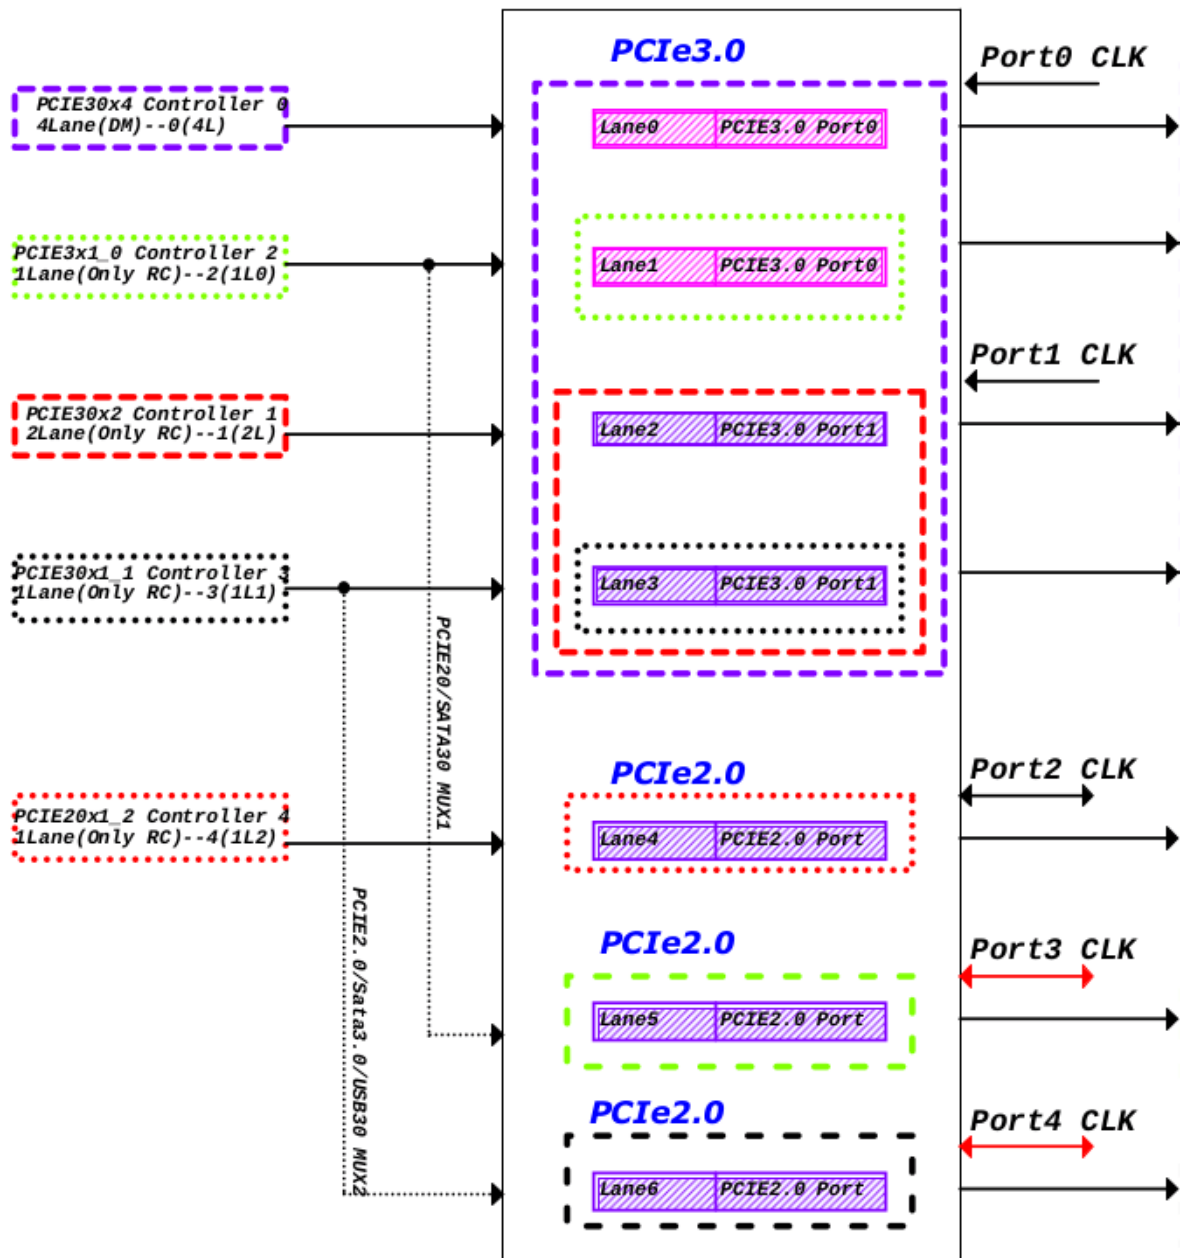 PCIe3.0
Port0 CLK
PCIE30x4 Controller 0
4Lane(DM)--0(4L)
Lane0 PCIE3.0 Port0
PCIE3x1_0 Controller 2
1Lane(Only RC)--2(1L0)
Lane1 PCIE3.0 Port0
Port1 CLK
PCIE30x2 Controller 1
2Lane(Only RC)--1(2L)
Lane2 PCIE3.0 Port1
PCIE30x1_1 Controller 3
1Lane(Only RC)--3(1L1)
Lane3 PCIE3.0 Port1
PCIE20/SATA30 MUX1
PCIe2.0
Port2 CLK
PCIE20x1_2 Controller 4
1Lane(Only RC)--4(1L2)
Lane4 PCIE2.0 Port
PCIE2.0/Sata3.0/USB30 MUX2
PCIe2.0
Port3 CLK
Lane5 PCIE2.0 Port
PCIe2.0
Port4 CLK
Lane6 PCIE2.0 Port